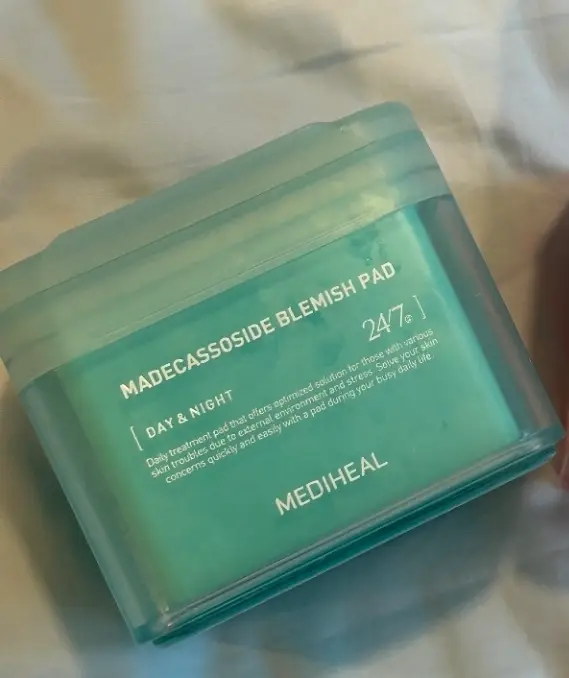 MADECASSOSIDE BLEMISH PAD
24/7 ]
[ DAY & NIGHT
Daily treatment pad that offers optimized solution for those with various
skin troubles due to external environment and stress. Solve your skin
concerns quickly and easily with a pad during your busy daily life.
MEDIHEAL